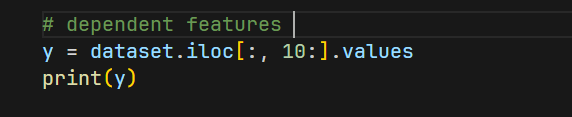 # dependent features
y = dataset.iloc[:, 10:].values
print(y)